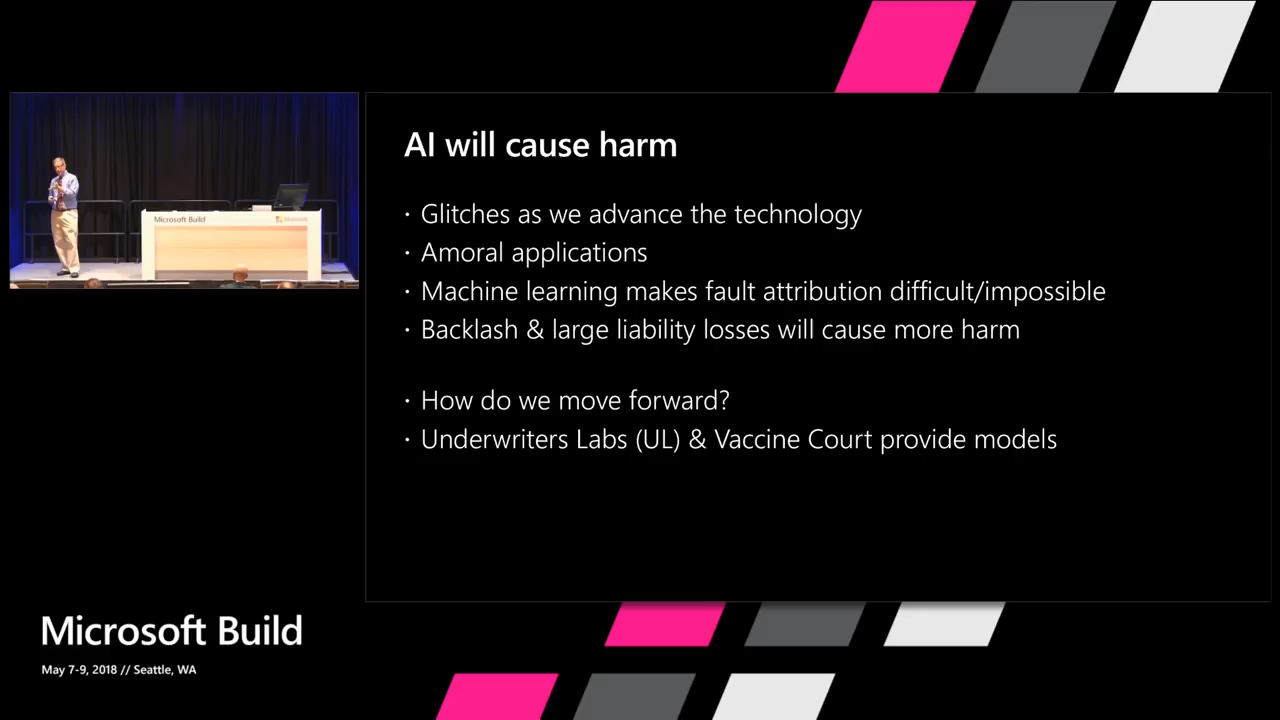 Microsoft Build
Microsoft
AI will cause harm
· Glitches as we advance the technology
· Amoral applications
· Machine learning makes fault attribution difficult/impossible
· Backlash & large liability losses will cause more harm
· How do we move forward?
· Underwriters Labs (UL) & Vaccine Court provide models
Microsoft Build
May 7-9, 2018 // Seattle, WA